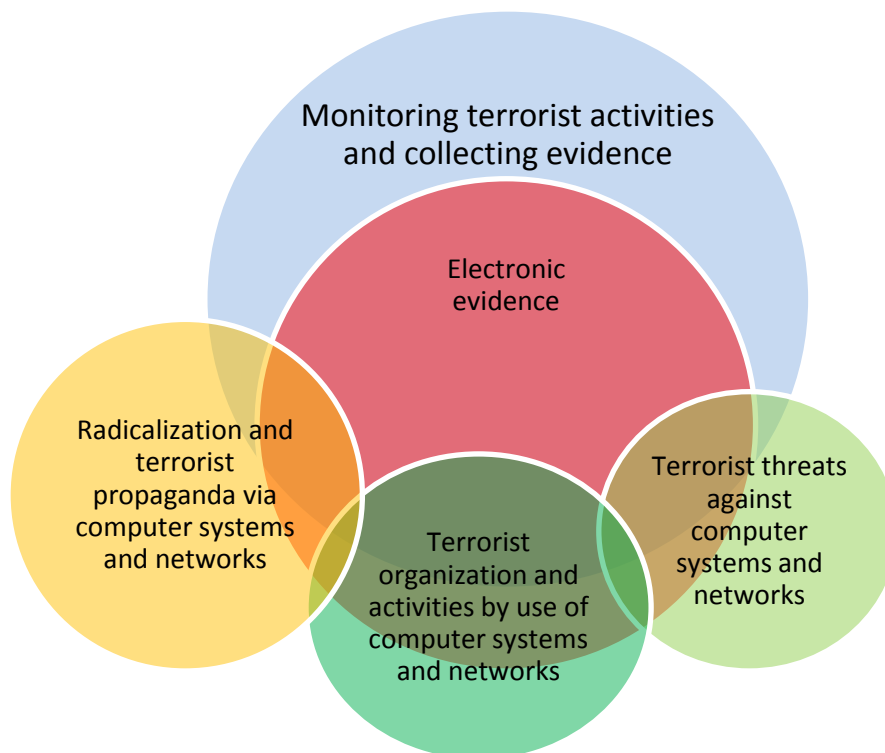 Monitoring terrorist activities
and collecting evidence
Electronic
evidence
Radicalization and
terrorist
propaganda via
computer systems
and networks
Terrorist
organization and
activities by use of
computer systems
and networks
Terrorist threats
against
computer
systems and
networks